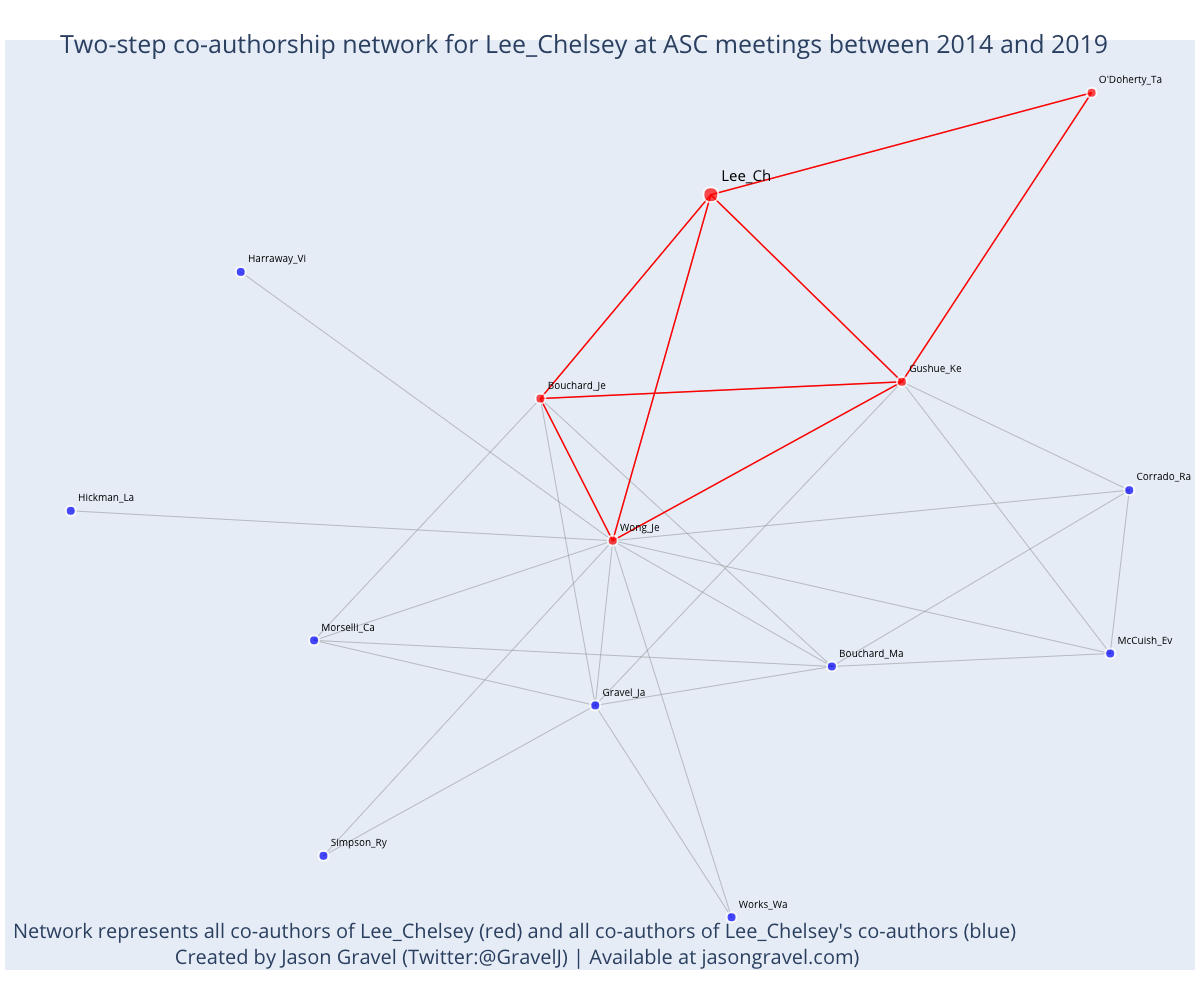 Two-step co-authorship network for Lee_Chelsey at ASC meetings between 2014 and 2019
O'Doherty_Ta
Lee_Ch
Harraway_Vi
Gushue_Ke
Bouchard_Je
Corrado_Ra
Hickman_La
Wong_Je
Morselli_Ca
McCuish_Ev
Bouchard_Ma
Gravel_Ja
Simpson_Ry
Works_Wa
Network represents all co-authors of Lee_Chelsey (red) and all co-authors of Lee_Chelsey's co-authors (blue)
Created by Jason Gravel (Twitter:@GravelJ) | Available at jasongravel.com)